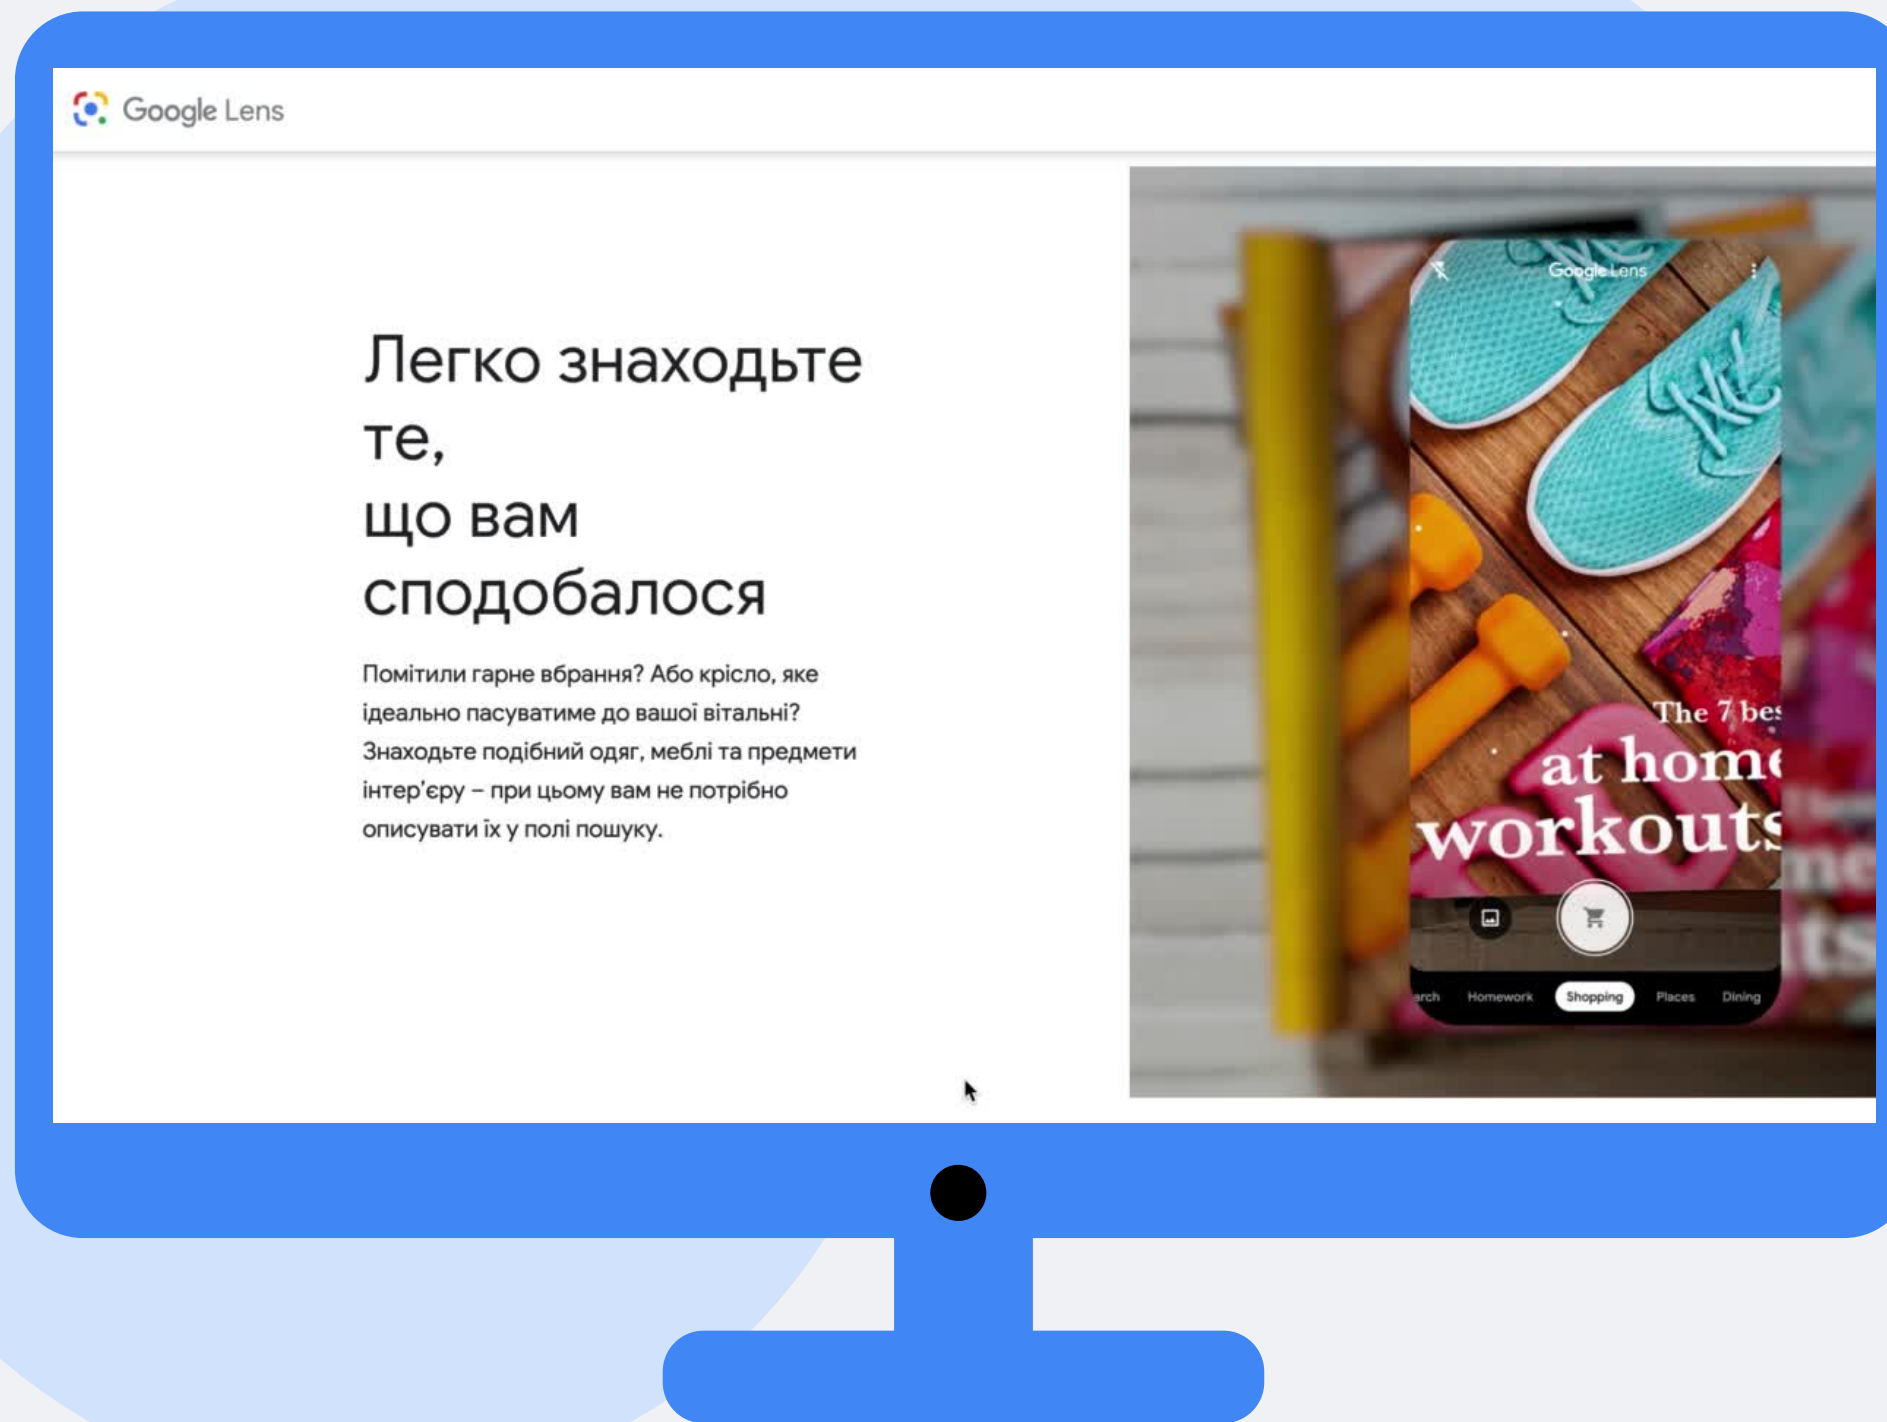 Google Lens
Легко знаходьте
те,
що вам
сподобалося
Помітили гарне вбрання? Або крісло, яке
ідеально пасуватиме до вашої вітальні?
Знаходьте подібний одяг, меблі та предмети
інтер'єру – при цьому вам не потрібно
описувати їх у полі пошуку.
Google Lens
The 7
at
workouts
Homework Shopping Places Dining